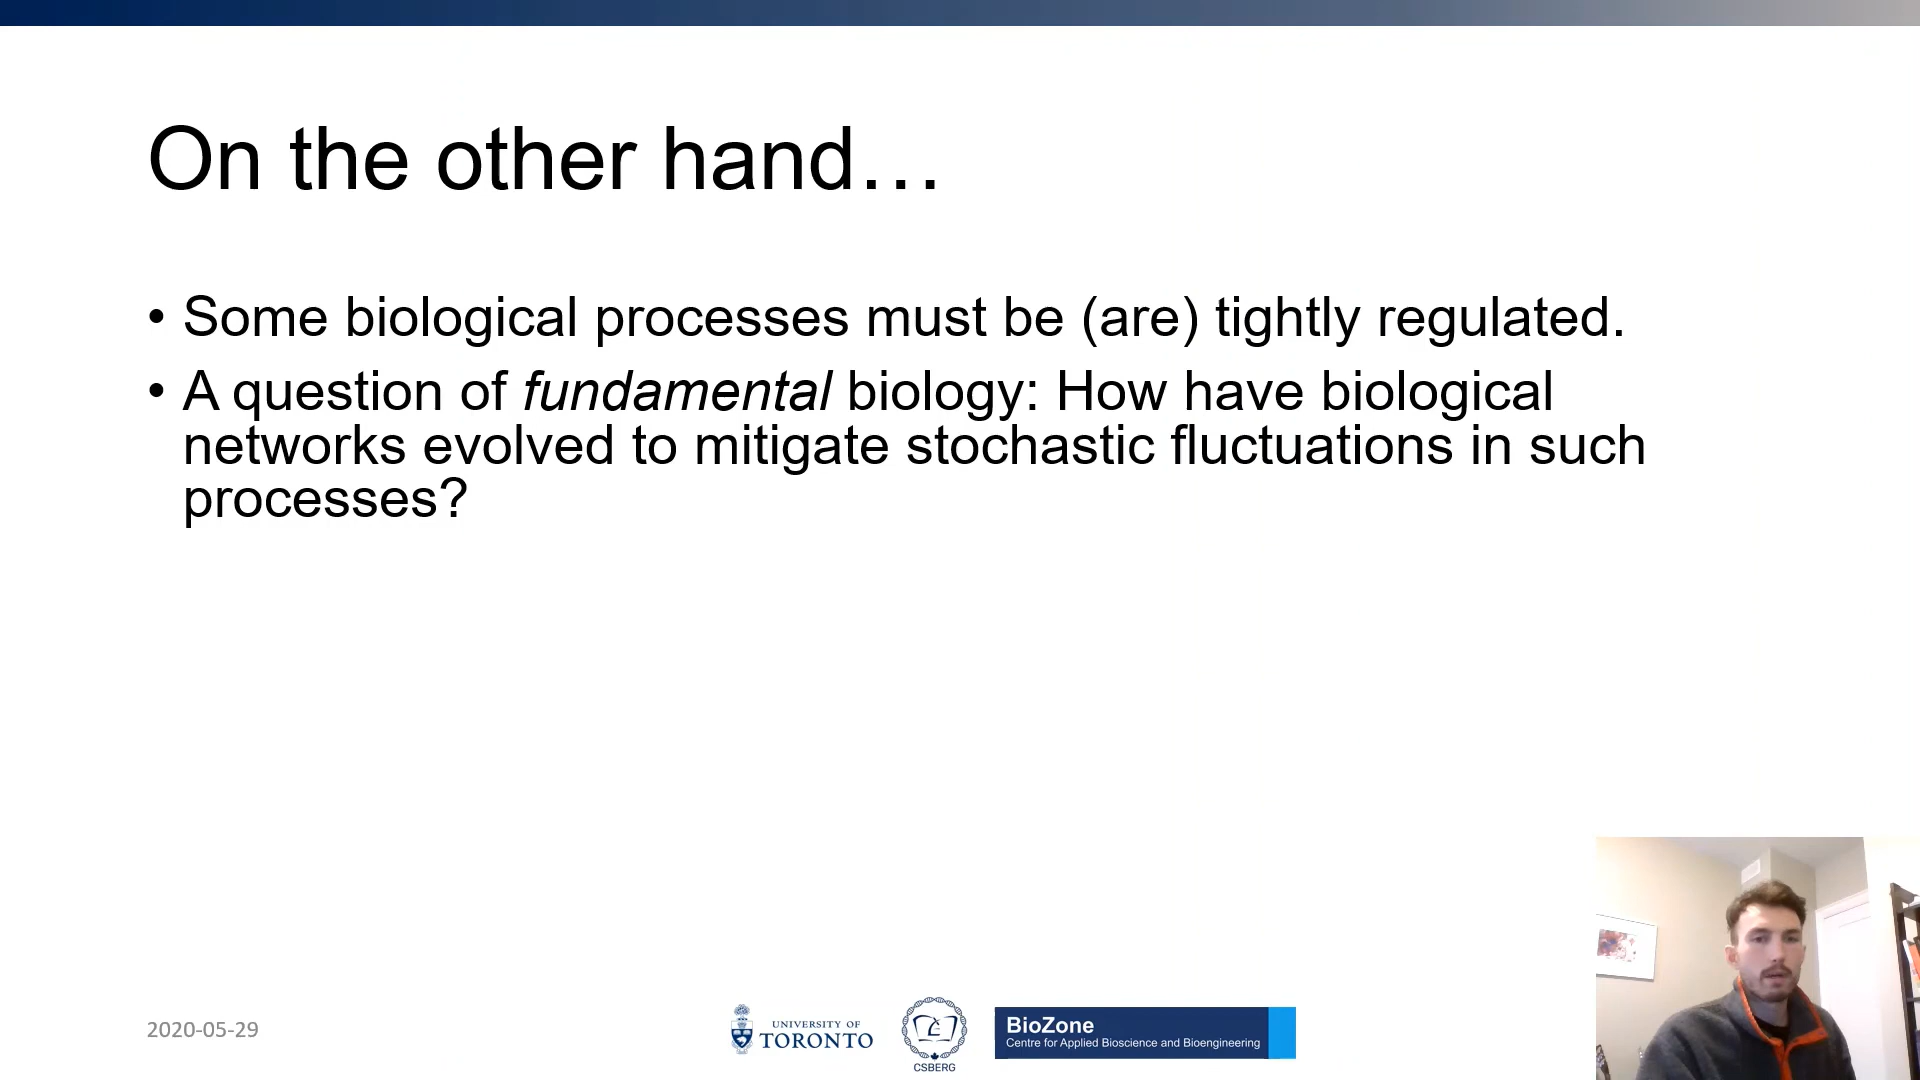 On the other hand…
• Some biological processes must be (are) tightly regulated.
• A question of fundamental biology: How have biological
networks evolved to mitigate stochastic fluctuations in such
processes?
2020-05-29
UNIVERSITY OF
TORONTO
CSBERG
BioZone
Centre for Applied Bioscience and Bioengineering